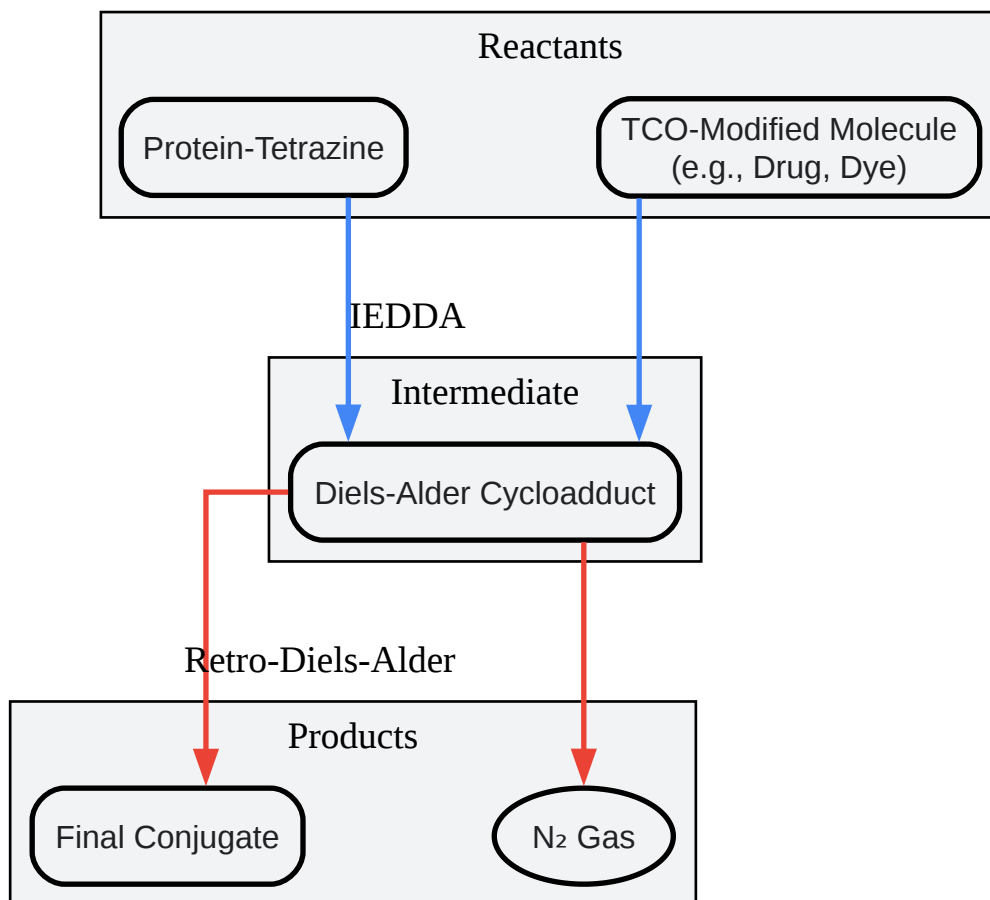 Reactants
Protein-Tetrazine
TCO-Modified Molecule
(e.g., Drug, Dye)
IEDDA
Intermediate
Diels-Alder Cycloadduct
Retro-Diels-Alder
Products
Final Conjugate
N₂ Gas